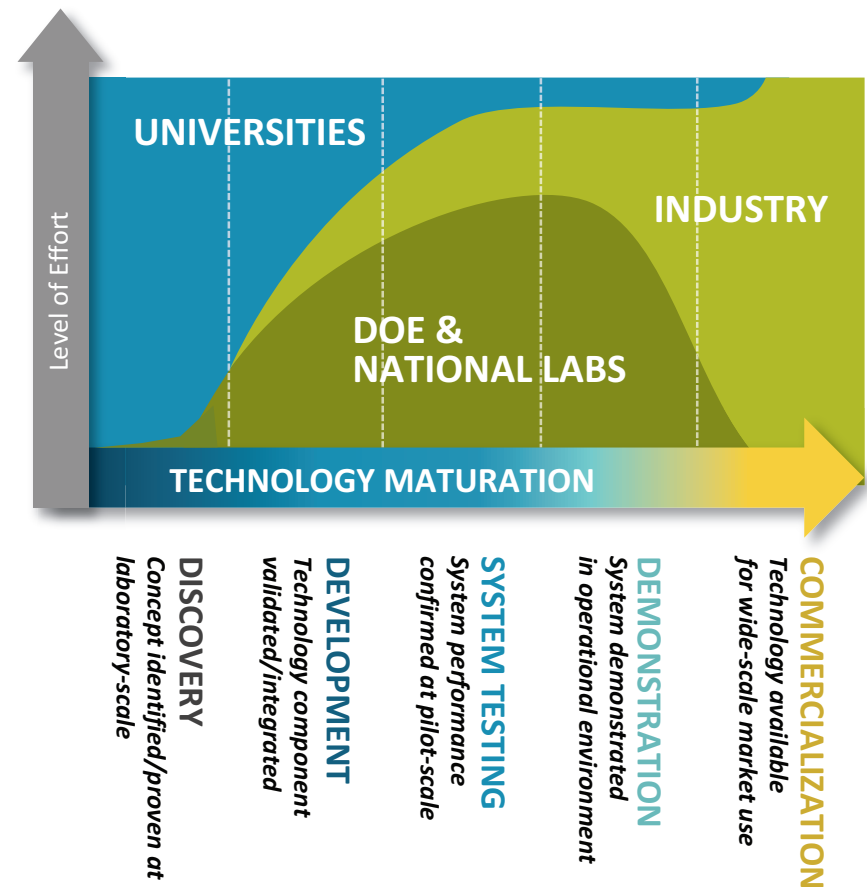 UNIVERSITIES
INDUSTRY
Level of Effort
DOE &
NATIONAL LABS
TECHNOLOGY MATURATION
DISCOVERY
Concept identified/proven at
laboratory-scale
DEVELOPMENT
Technology component
validated/integrated
SYSTEM TESTING
System performance
confirmed at pilot-scale
DEMONSTRATION
System demonstrated
in operational environment
COMMERCIALIZATION
Technology available
for wide-scale market use